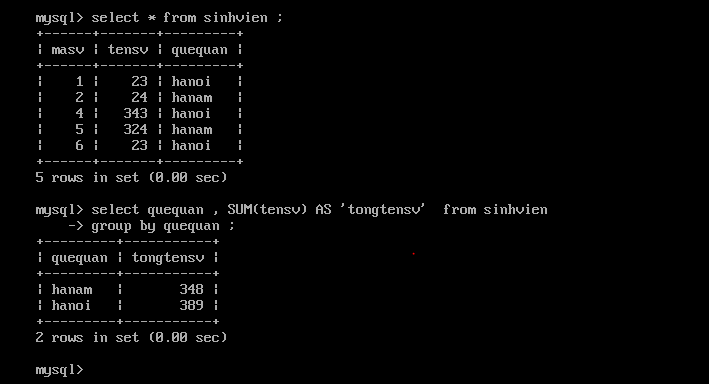 mysql> select * from sinhvien ;
+------+-------+---------+
| masv | tensv | quequan |
+------+-------+---------+
|    1 |    23 | hanoi   |
|    2 |    24 | hanam   |
|    4 |   343 | hanoi   |
|    5 |   324 | hanam   |
|    6 |    23 | hanoi   |
+------+-------+---------+
5 rows in set (0.00 sec)
mysql> select quequan , SUM(tensv) AS 'tongtensv'  from sinhvien
    -> group by quequan ;
+---------+-----------+
| quequan | tongtensv |
+---------+-----------+
| hanam   |       348 |
| hanoi   |       389 |
+---------+-----------+
2 rows in set (0.00 sec)
mysql>